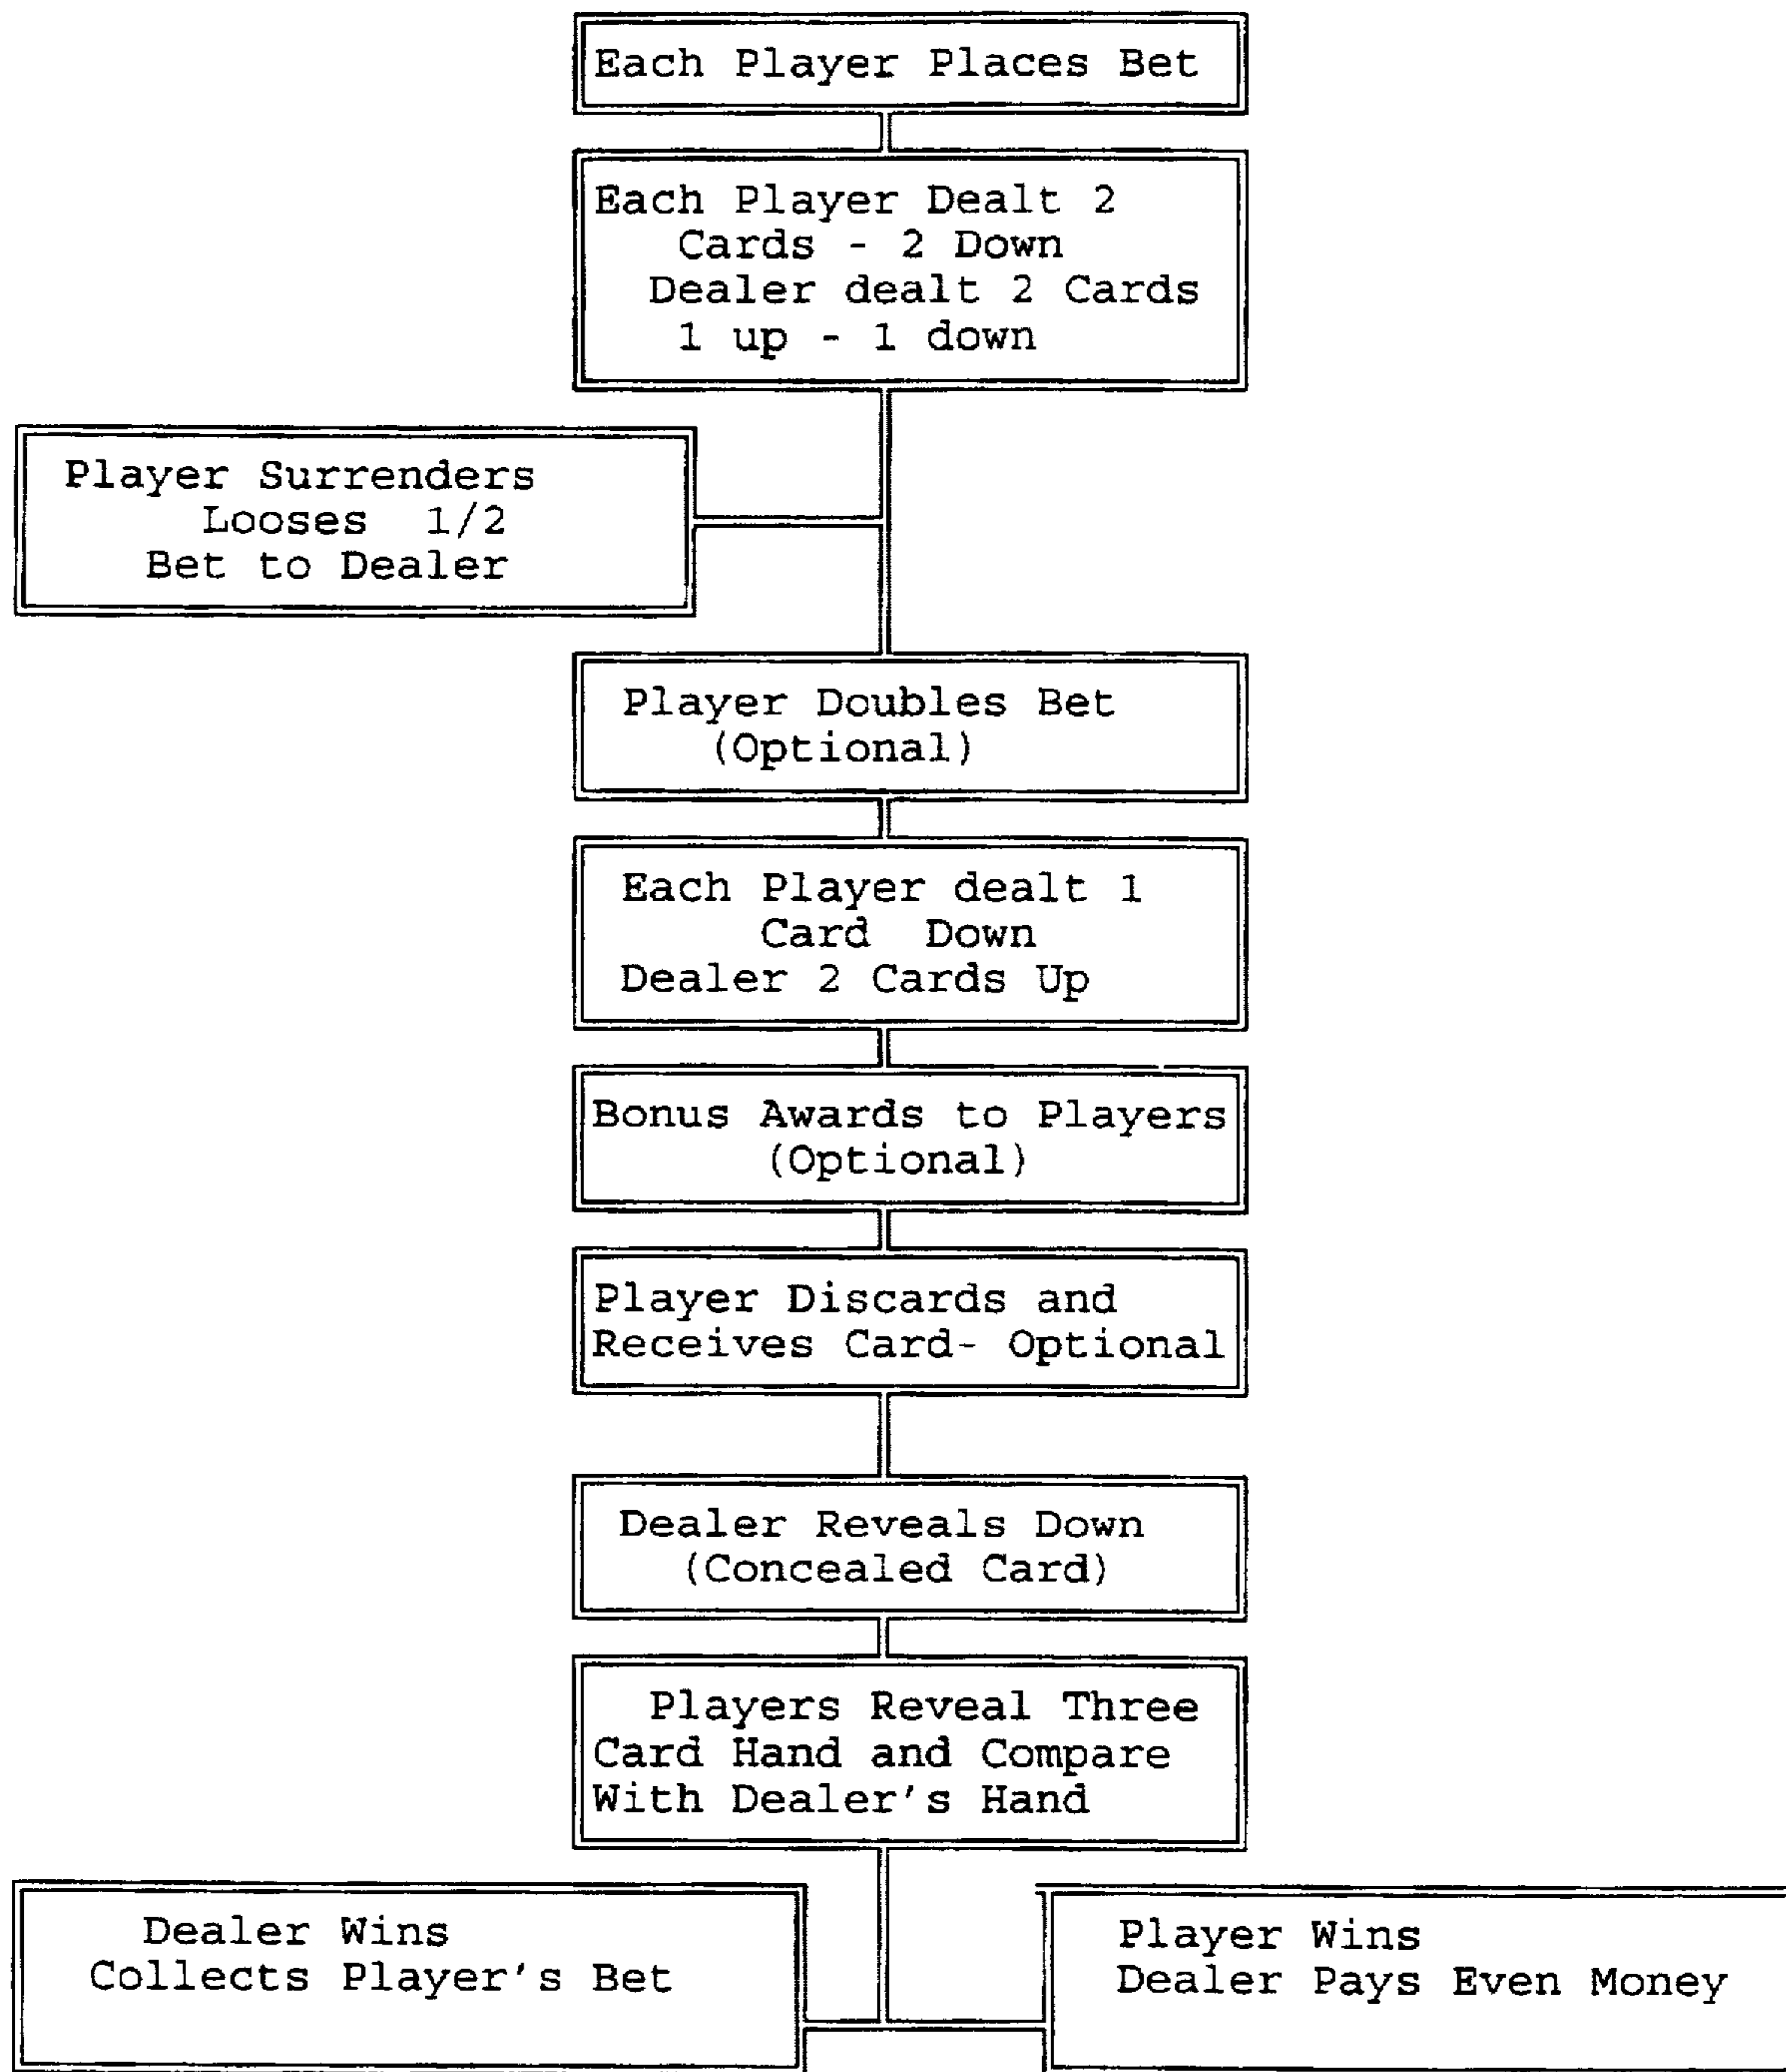 Each Player Places Bet
Each Player Dealt 2
Cards - 2 Down
Dealer dealt 2 Cards
1 up - 1 down
Player Surrenders
Looses 1/2
Bet to Dealer
Player Doubles Bet
(Optional)
Each Player dealt 1
Card Down
Dealer 2 Cards Up
Bonus Awards to Players
(Optional)
Player Discards and
Receives Card- Optional
Dealer Reveals Down
(Concealed Card)
Players Reveal Three
Card Hand and Compare
With Dealer's Hand
Dealer Wins
Collects Player's Bet
Player Wins
Dealer Pays Even Money